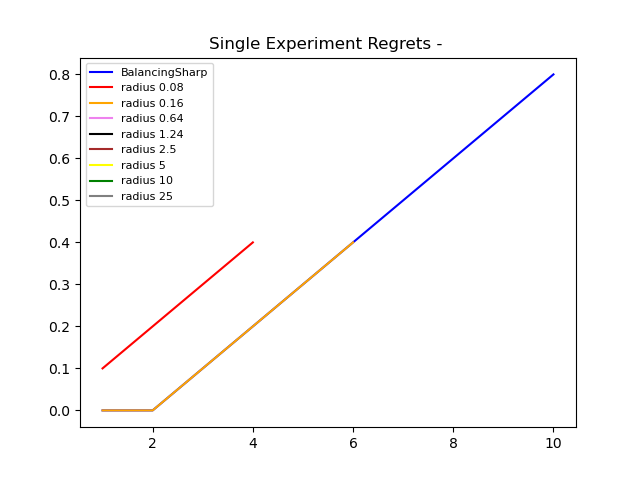 Single Experiment Regrets -
BalancingSharp
radius 0.08
radius 0.16
radius 0.64
radius 1.24
radius 2.5
radius 5
radius 10
radius 25
0.8
0.7
0.6
0.5
0.4
0.3
0.2
0.1
0.0
2 4 6 8 10